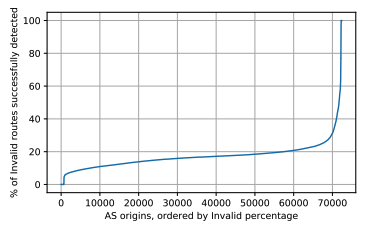 % of Invalid routes successfully detected
100
80
60
40
20
0
0 10000 20000 30000 40000 50000 60000 70000
AS origins, ordered by Invalid percentage